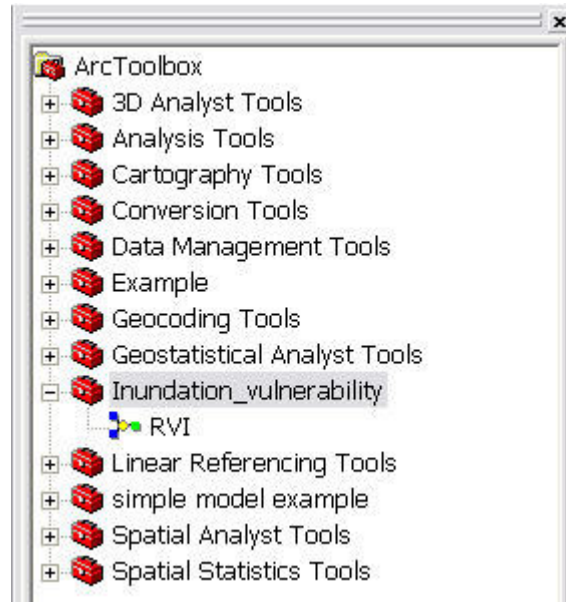 ArcToolbox
3D Analyst Tools
Analysis Tools
Cartography Tools
Conversion Tools
Data Management Tools
Example
Geocoding Tools
Geostatistical Analyst Tools
Inundation_vulnerability
RVI
Linear Referencing Tools
simple model example
Spatial Analyst Tools
Spatial Statistics Tools